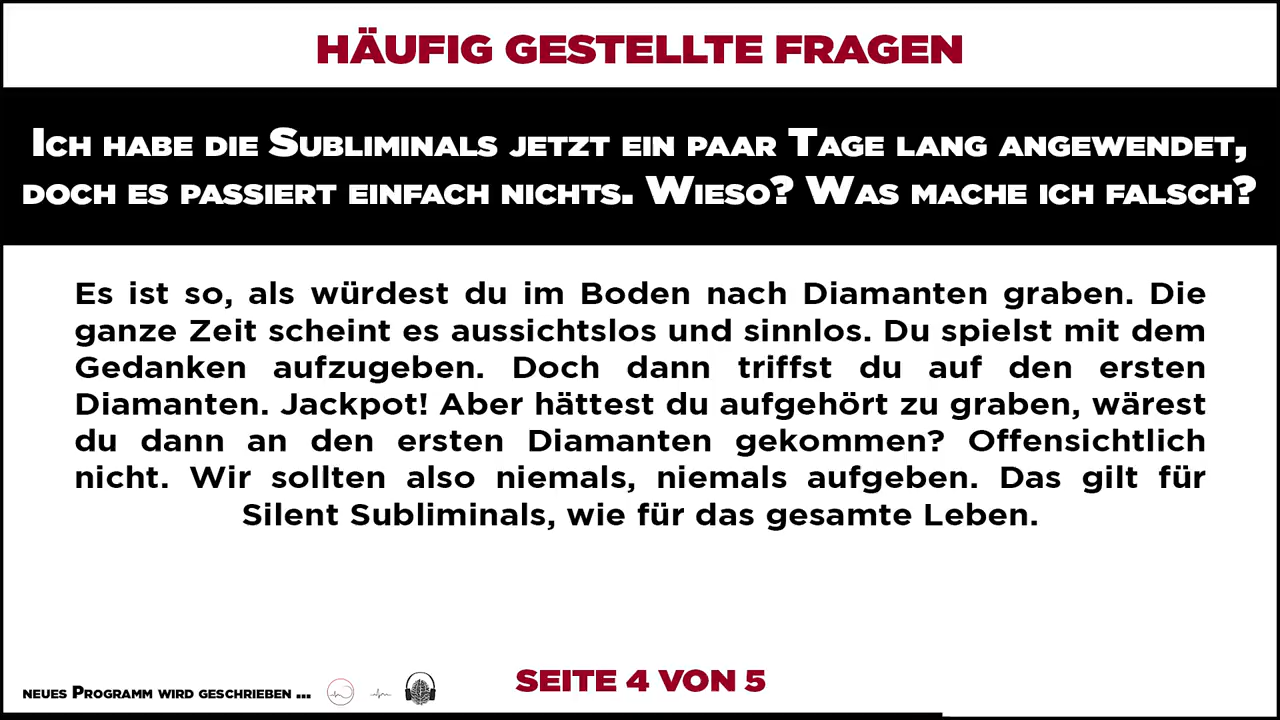 HÄUFIG GESTELLTE FRAGEN
Ich habe die Subliminals jetzt ein paar Tage lang angewendet,
doch es passiert einfach nichts. Wieso? Was mache ich falsch?
Es ist so, als würdest du im Boden nach Diamanten graben. Die
ganze Zeit scheint es aussichtslos und sinnlos. Du spielst mit dem
Gedanken aufzugeben. Doch dann triffst du auf den ersten
Diamanten. Jackpot! Aber hättest du aufgehört zu graben, wärest
du dann an den ersten Diamanten gekommen? Offensichtlich
nicht. Wir sollten also niemals, niemals aufgeben. Das gilt für
Silent Subliminals, wie für das gesamte Leben.
SEITE 4 VON 5
neues Programm wird geschrieben ...